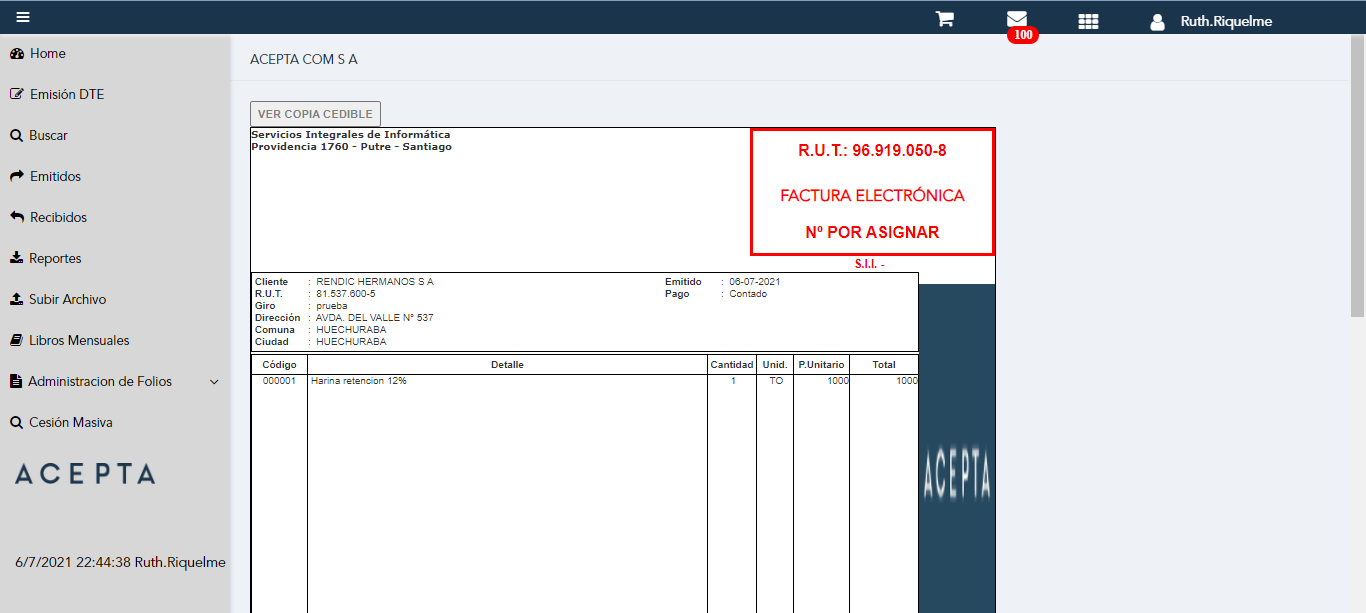 Ruth.Riquelme
100
Home
Emisión DTE
Buscar
Emitidos
Recibidos
Reportes
Subir Archivo
Libros Mensuales
Administracion de Folios
Cesión Masiva
ACEPTA
6/7/2021 22:44:38 Ruth.Riquelme
ACEPTA COM S A
VER COPIA CEDIBLE
Servicios Integrales de Informática
Providencia 1760 - Putre - Santiago
R.U.T.: 96.919.050-8
FACTURA ELECTRÓNICA
Nº POR ASIGNAR
S.I.I. -
Cliente : RENDIC HERMANOS S A Emitido : 06-07-2021
R.U.T. : 81.537.600-5 Pago : Contado
Giro : prueba
Dirección : AVDA. DEL VALLE N° 537
Comuna : HUECHURABA
Ciudad : HUECHURABA
Código Detalle Cantidad Unid. P.Unitario Total
000001 Harina retencion 12% 1 TO 1000 1000
ACEPTA